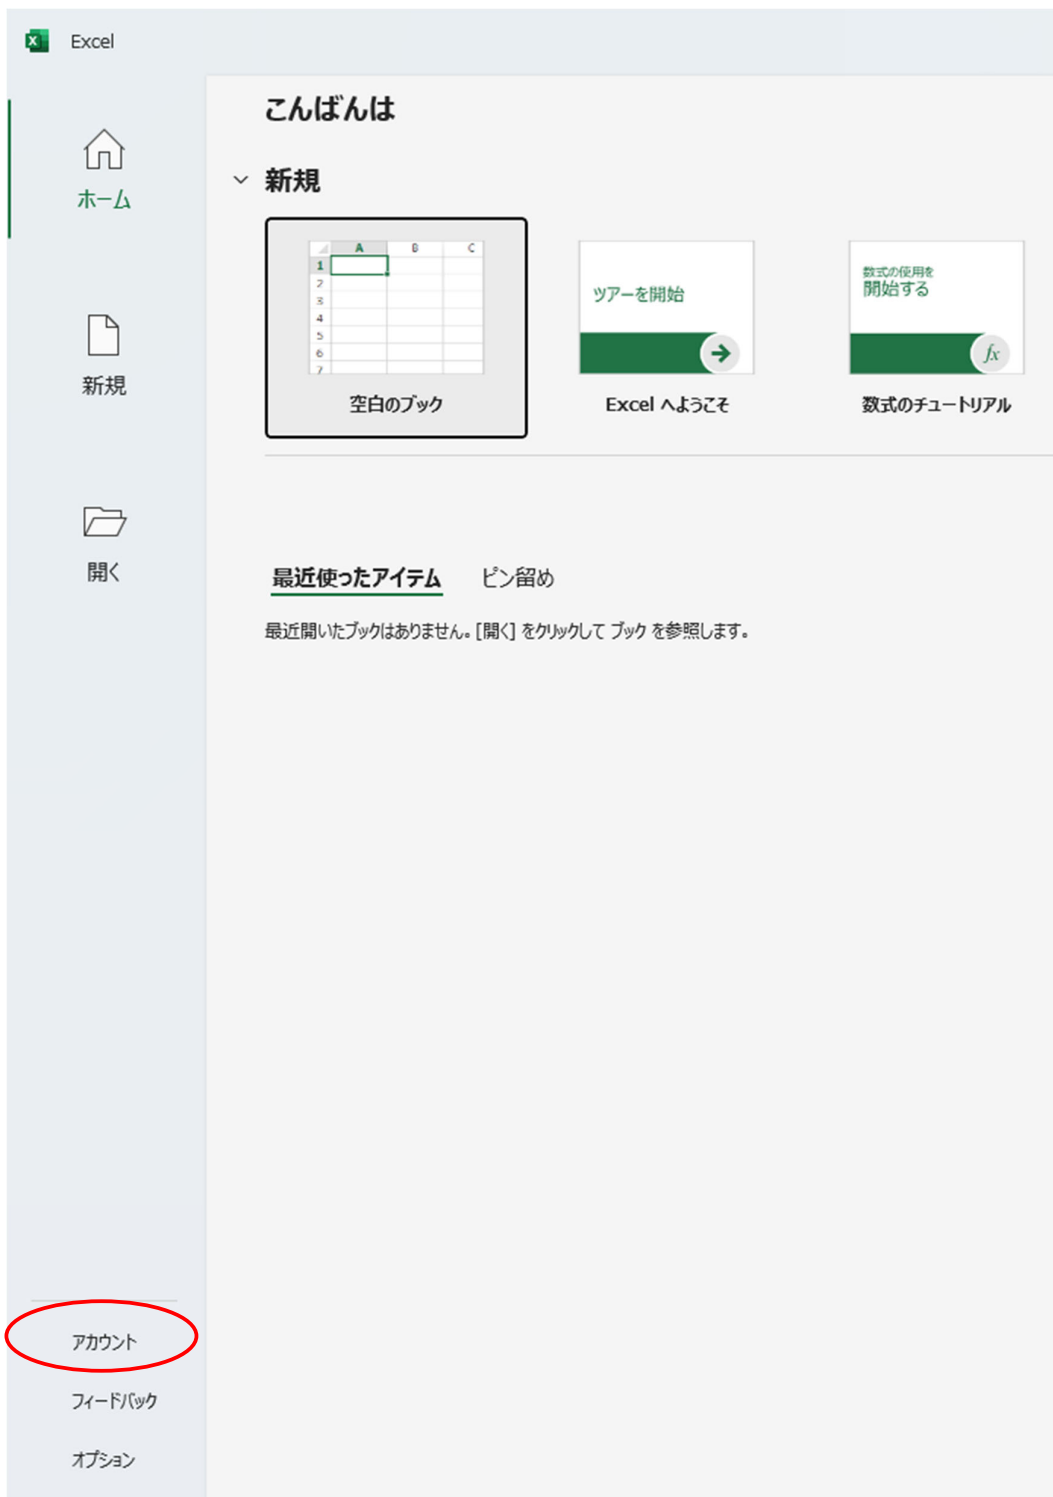 Excel
こんばんは
ホーム
新規
A B C
1
2
3
4
5
6
7
空白のブック
ツアーを開始
Excel へようこそ
数式の使用を
開始する
fx
数式のチュートリアル
新規
開く
最近使ったアイテム ピン留め
最近開いたブックはありません。[開く] をクリックして ブック を参照します。
アカウント
フィードバック
オプション